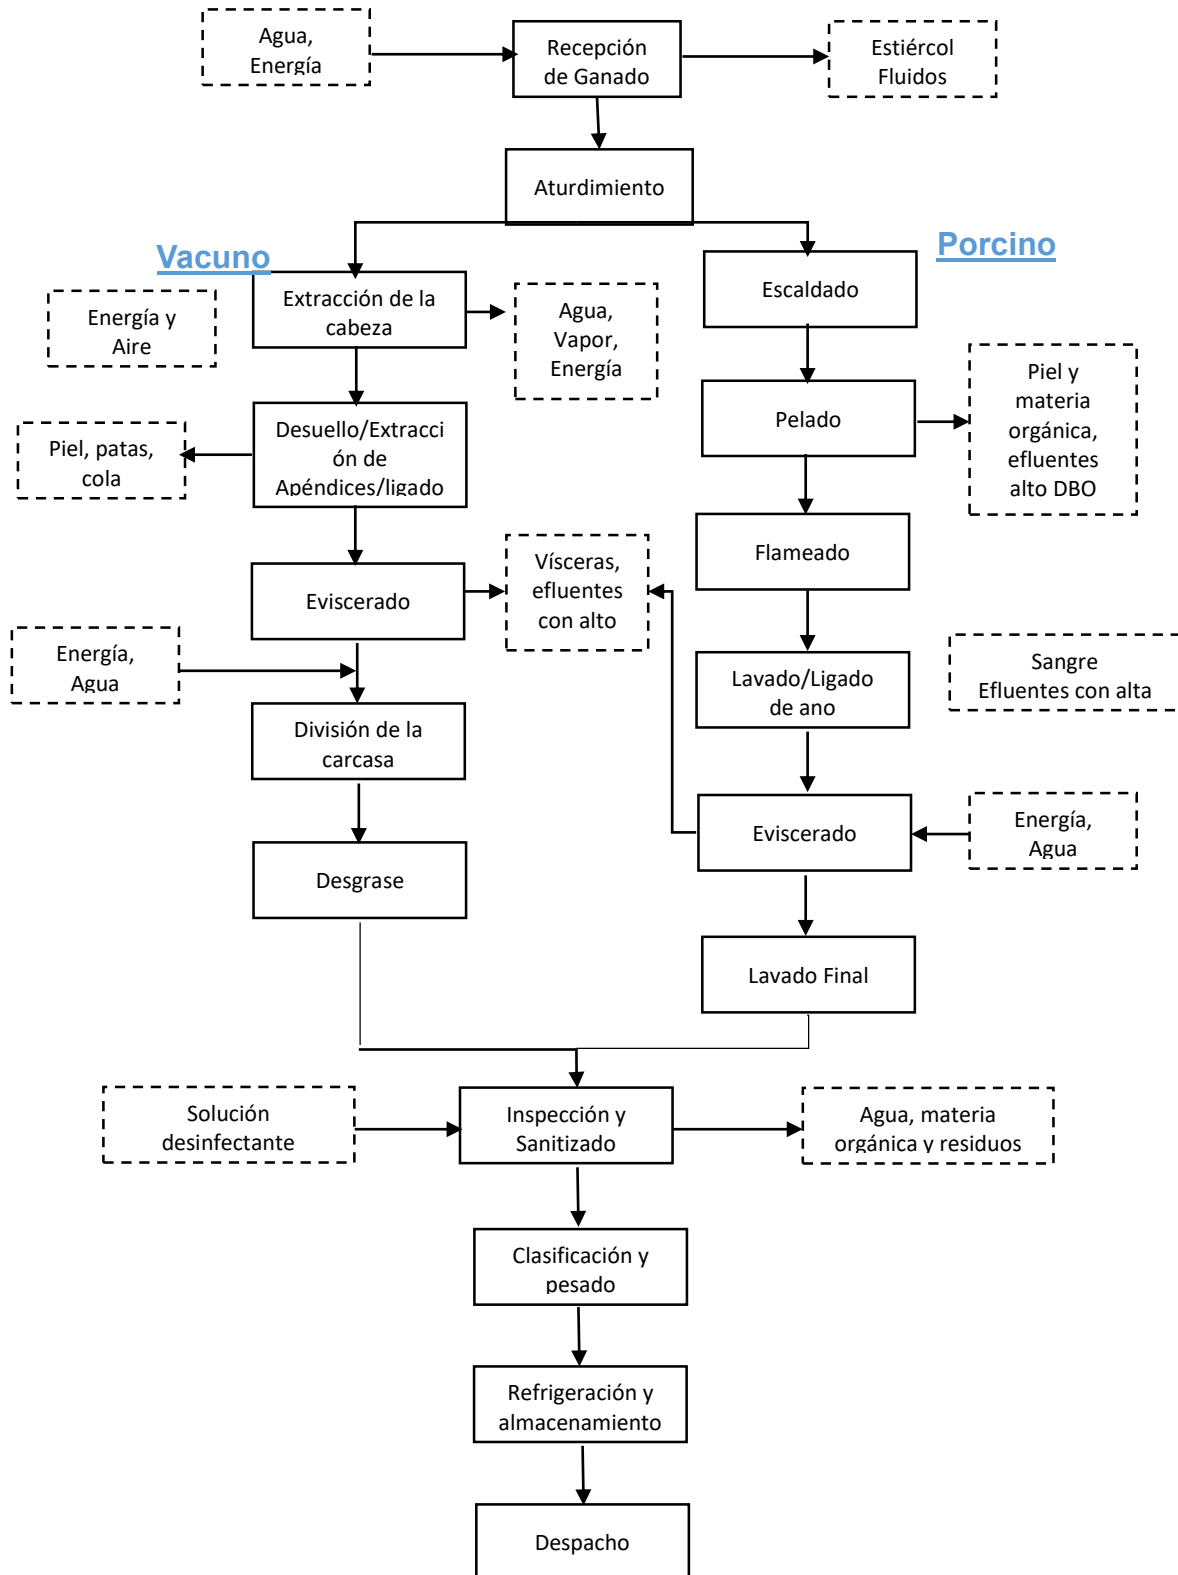 Agua,
Energía
Recepción
de Ganado
Estiércol
Fluidos
Aturdimiento
Vacuno
Porcino
Extracción de la
cabeza
Escaldado
Energía y
Aire
Agua,
Vapor,
Energía
Piel y
materia
orgánica,
efluentes
alto DBO
Pelado
Desuello/Extracci
ón de
Apéndices/ligado
Piel, patas,
cola
Flameado
Vísceras,
efluentes
con alto
Eviscerado
Energía,
Agua
Lavado/Ligado
de ano
Sangre
Efluentes con alta
División de la
carcasa
Eviscerado
Energía,
Agua
Desgrase
Lavado Final
Solución
desinfectante
Inspección y
Sanitizado
Agua, materia
orgánica y residuos
Clasificación y
pesado
Refrigeración y
almacenamiento
Despacho